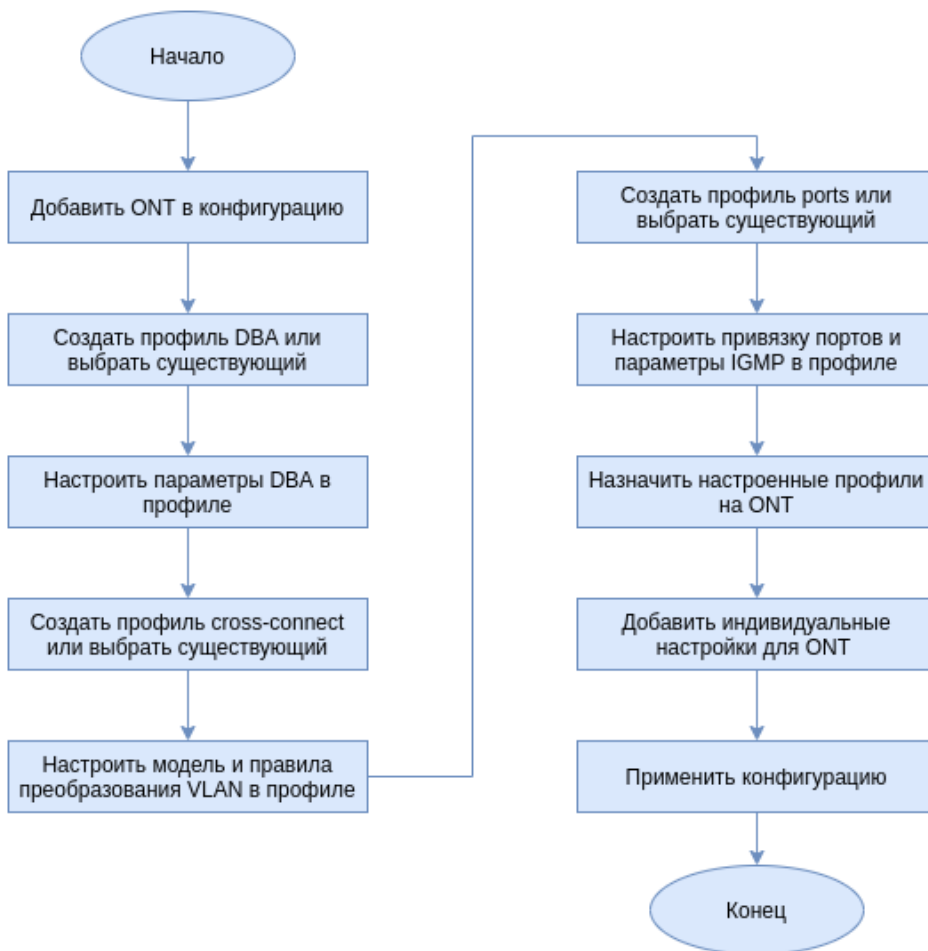 Начало
Добавить ONT в конфигурацию
Создать профиль DBA или
выбрать существующий
Настроить параметры DBA в
профиле
Создать профиль cross-connect
или выбрать существующий
Настроить модель и правила
преобразования VLAN в профиле
Создать профиль ports или
выбрать существующий
Настроить привязку портов и
параметры IGMP в профиле
Назначить настроенные профили
на ONT
Добавить индивидуальные
настройки для ONT
Применить конфигурацию
Конец